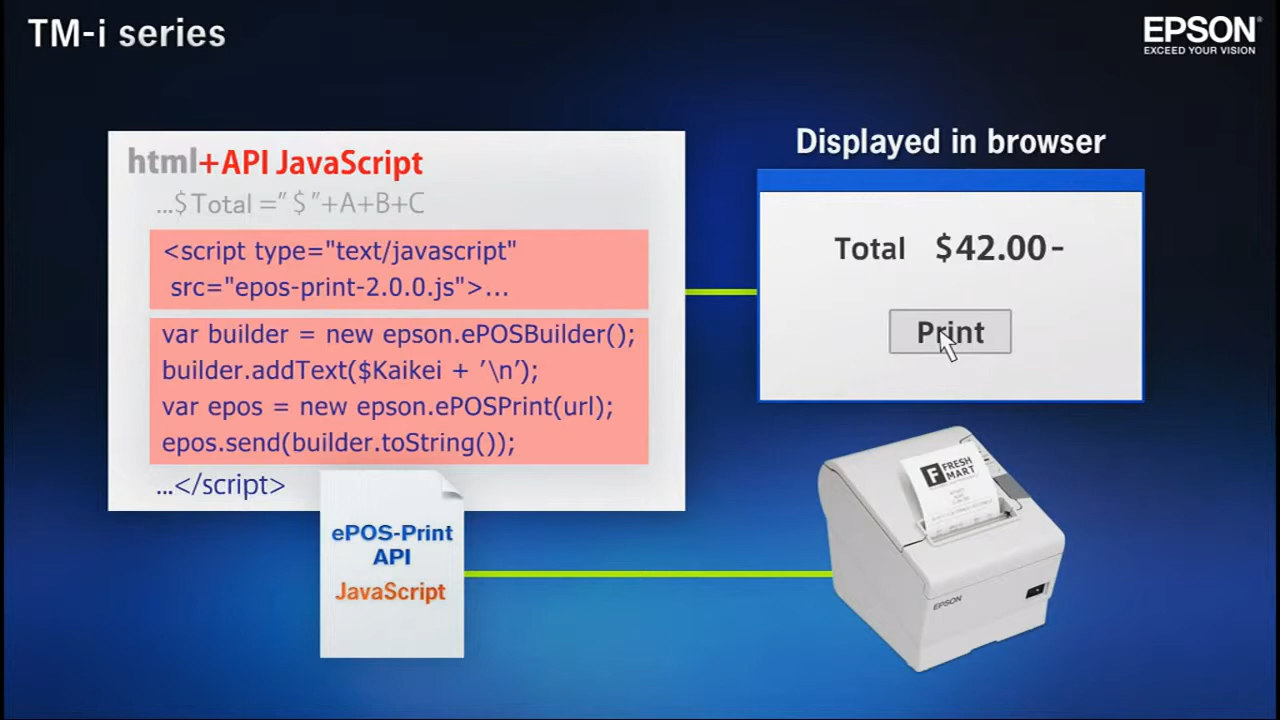 TM-i series
EPSON
EXCEED YOUR VISION
html+API JavaScript
...$Total ="$"+A+B+C
<script type="text/javascript"
src="epos-print-2.0.0.js">...
var builder = new epson.ePOSBuilder();
builder.addText($Kaikei + '\n');
var epos = new epson.ePOSPrint(url);
epos.send(builder.toString());
...</script>
ePOS-Print
API
JavaScript
Displayed in browser
Total $42.00-
Print
F FRESH
MART
EPSON